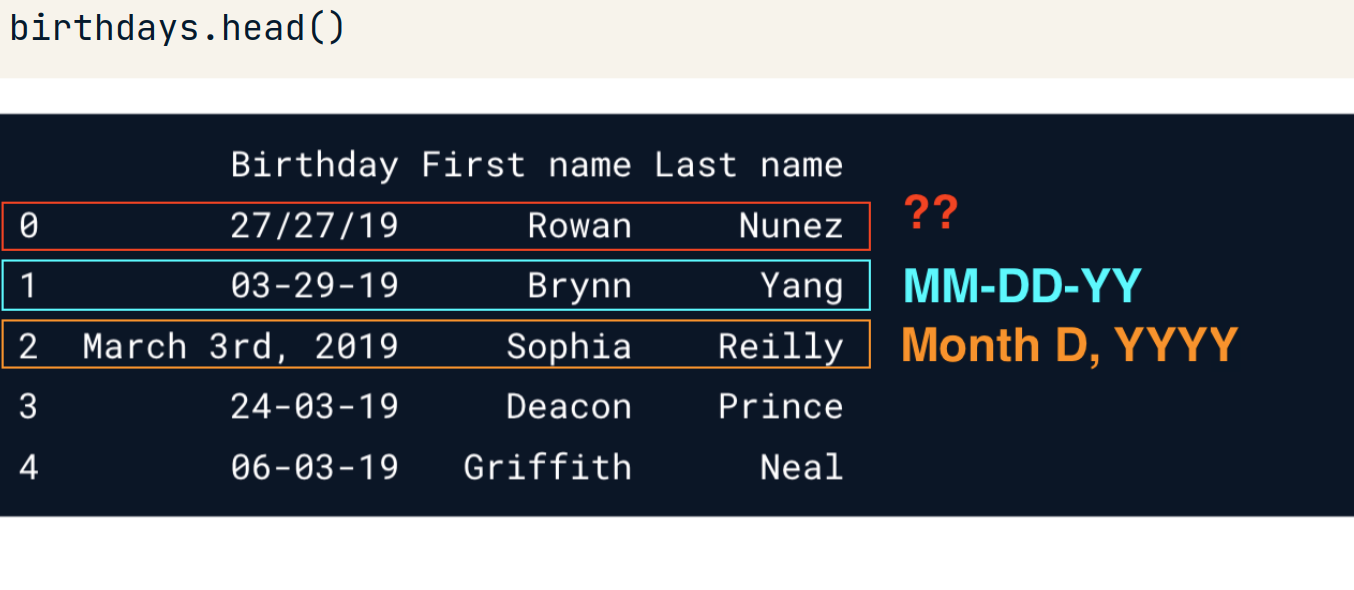 birthdays.head()
Birthday First name Last name
0 27/27/19 Rowan Nunez ??
1 03-29-19 Brynn Yang MM-DD-YY
2 March 3rd, 2019 Sophia Reilly Month D, YYYY
3 24-03-19 Deacon Prince
4 06-03-19 Griffith Neal